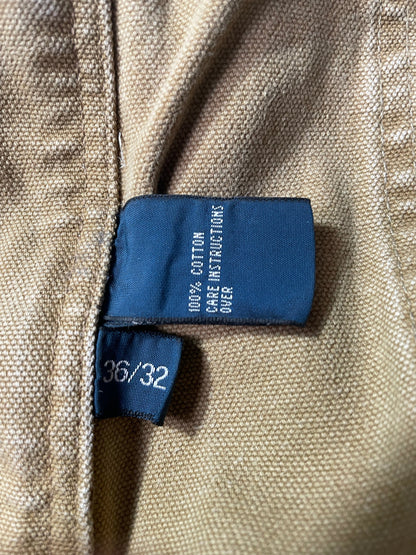 100% COTTON
CARE INSTRUCTIONS
OVER
36/32